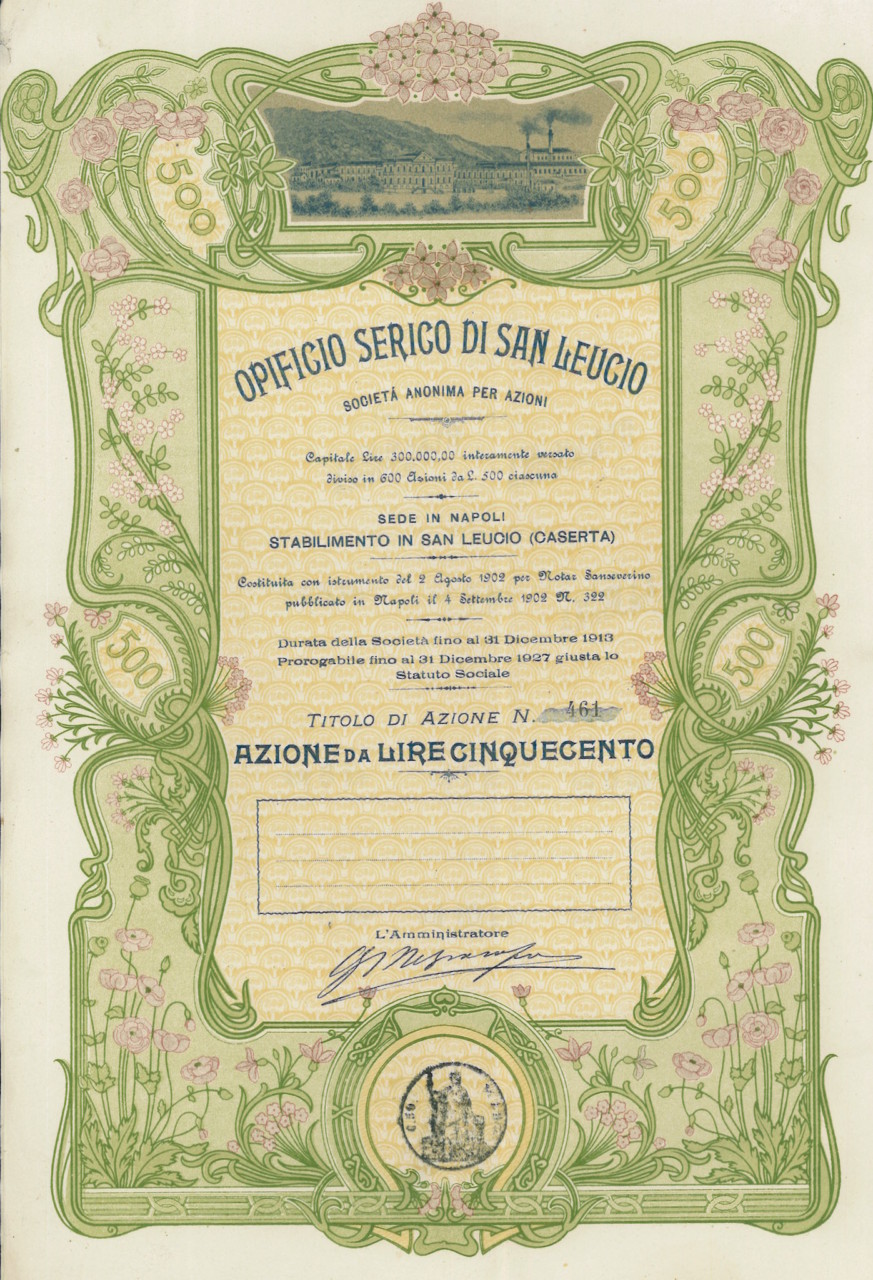 500
500
OPIFICIO SERICO DI SAN LEUCIO
SOCIETÁ ANONIMA PER AZIONI
Capitale Lire 300.000,00 interamente versato
diviso in 600 Azioni da L. 500 ciascuna
SEDE IN NAPOLI
STABILIMENTO IN SAN LEUCIO (CASERTA)
Costituita con istrumento del 2 Agosto 1902 per Notar Sanseverino
pubblicato in Napoli il 4 Settembre 1902 N. 322
Durata della Società fino al 31 Dicembre 1913
Prorogabile fino al 31 Dicembre 1927 giusta lo
Statuto Sociale
500
500
TITOLO DI AZIONE N. 461
AZIONE DA LIRE CINQUECENTO
L'Amministratore